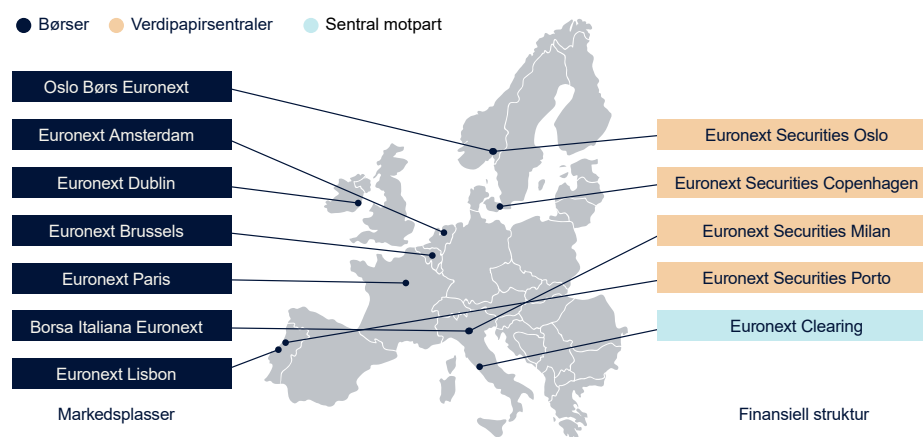 Børser
Verdipapirsentraler
Sentral motpart
Oslo Børs Euronext
Euronext Amsterdam
Euronext Dublin
Euronext Brussels
Euronext Paris
Borsa Italiana Euronext
Euronext Lisbon
Markedsplasser
Euronext Securities Oslo
Euronext Securities Copenhagen
Euronext Securities Milan
Euronext Securities Porto
Euronext Clearing
Finansiell struktur